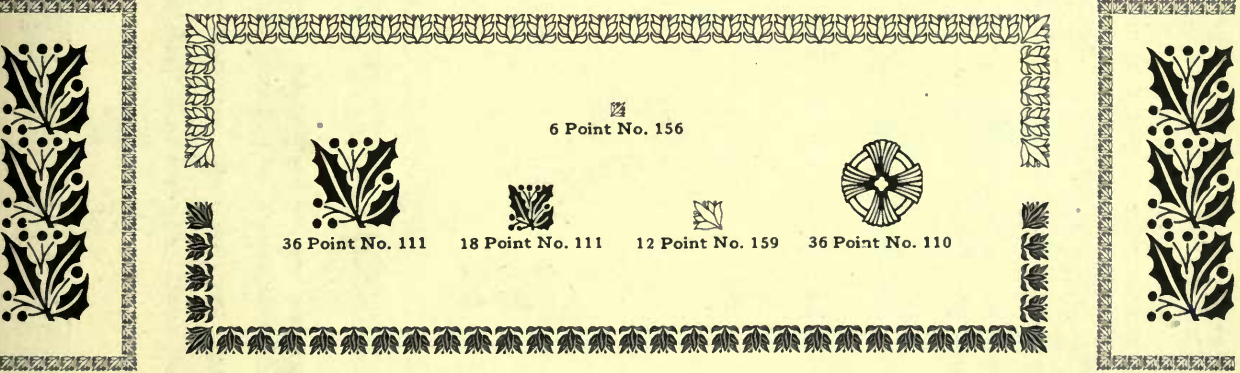 6 Point No. 156
36 Point No. 111
18 Point No. 111
12 Point No. 159
36 Point No. 110